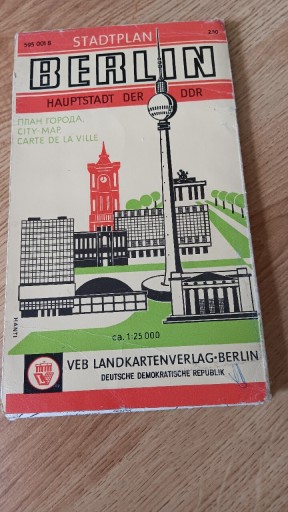 STADTPLAN
BERLIN
HAUPTSTADT DER DDR
ПЛАН ГОРОДА
CITY-MAP
CARTE DE LA VILLE
ca. 1:25 000
VEB LANDKARTENVERLAG·BERLIN
DEUTSCHE DEMOKRATISCHE REPUBLIK